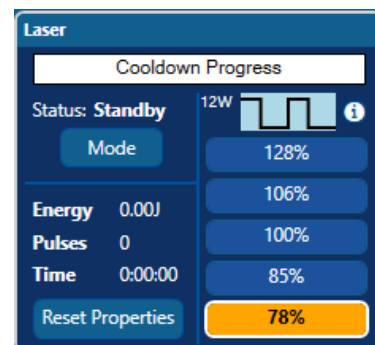 Laser
Cooldown Progress
Status: Standby
Mode
Energy 0.00J
Pulses 0
Time 0:00:00
Reset Properties
12W
128%
106%
100%
85%
78%